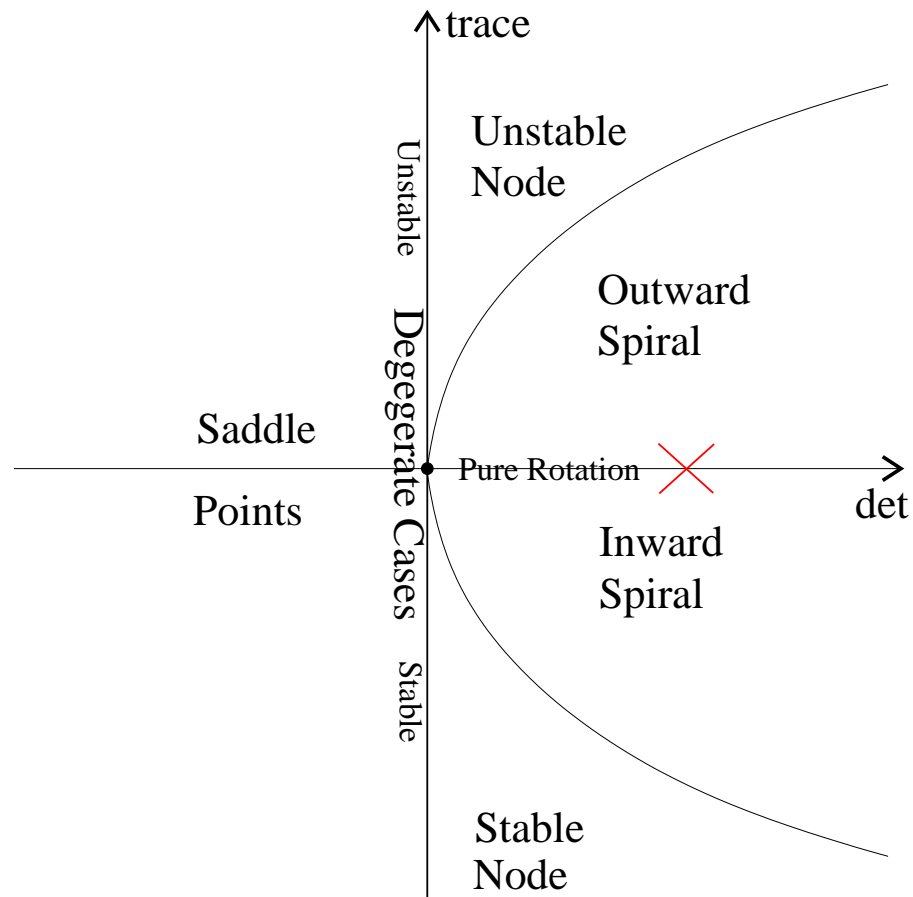 trace
Unstable
Node
Unstable
Outward
Spiral
Degegerate Cases
Saddle
Pure Rotation
Points
det
Inward
Spiral
Stable
Stable
Node